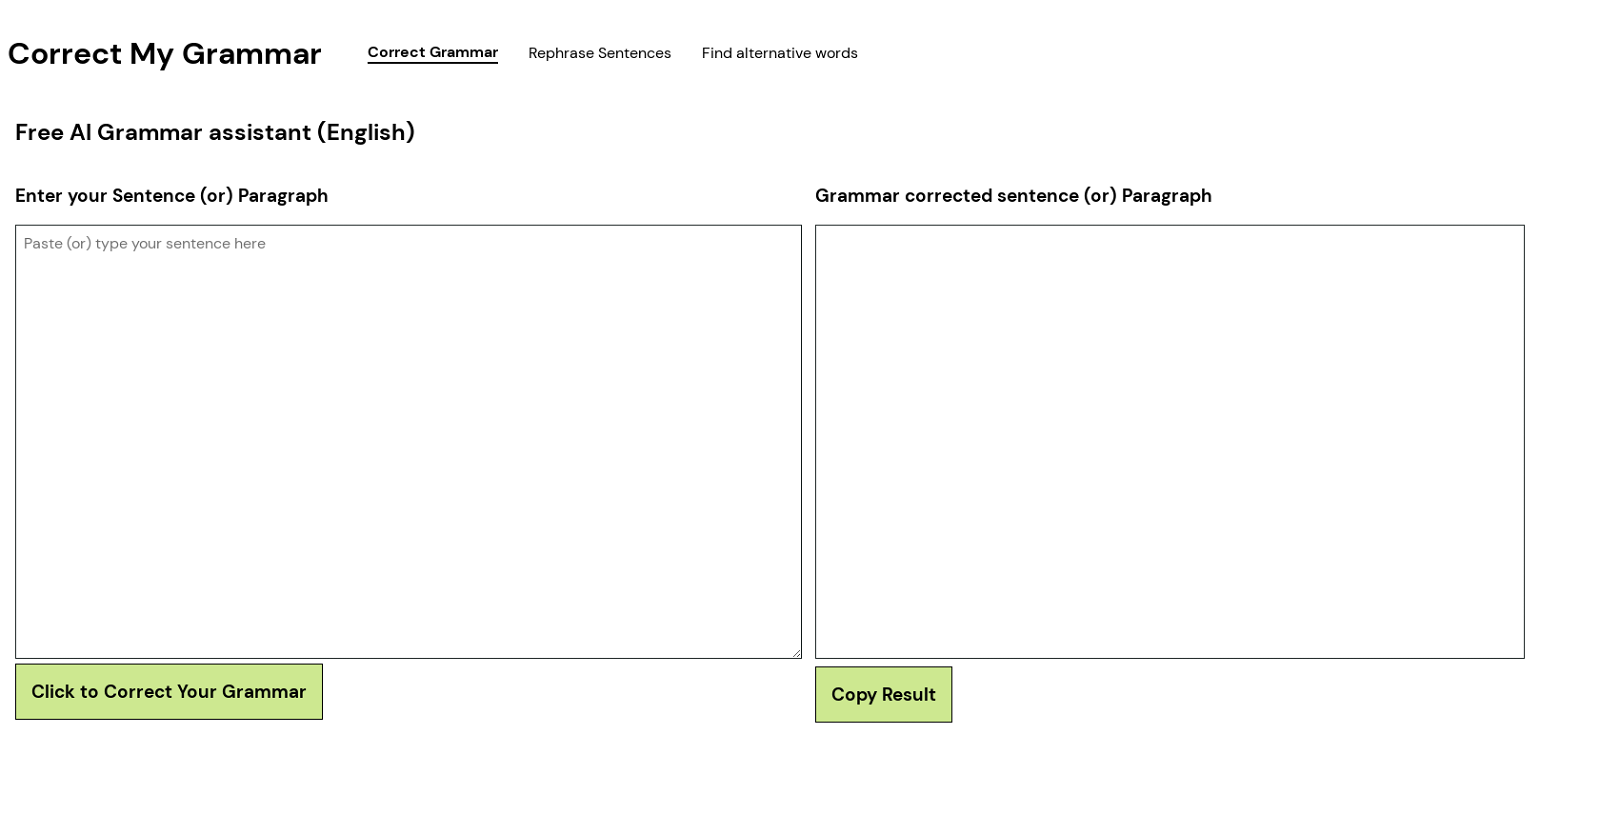 Correct My Grammar
Correct Grammar
Rephrase Sentences
Find alternative words
Free AI Grammar assistant (English)
Enter your Sentence (or) Paragraph
Paste (or) type your sentence here
Click to Correct Your Grammar
Grammar corrected sentence (or) Paragraph
Copy Result